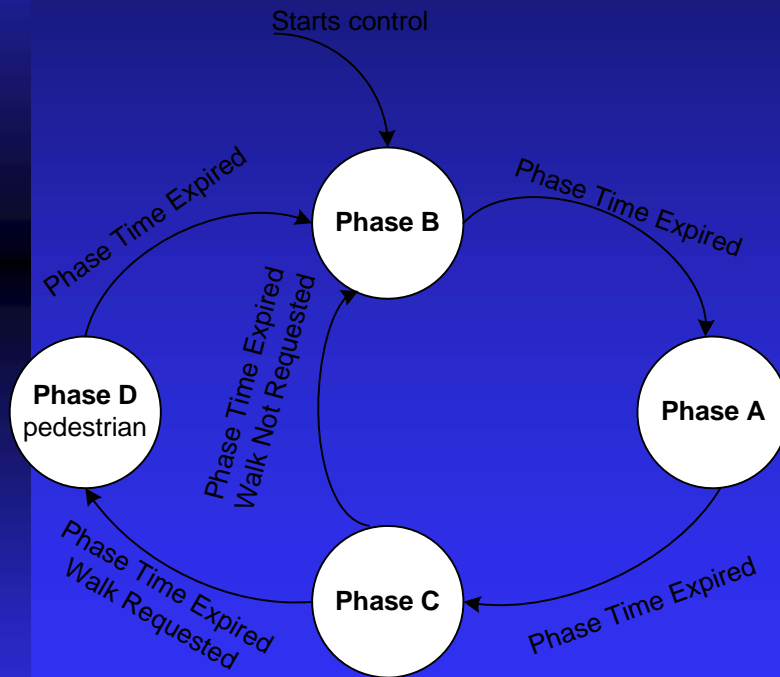 Starts control
Phase Time Expired
Phase B
Phase Time Expired
Phase Time Expired
Walk Not Requested
Phase D
pedestrian
Phase A
Phase Time Expired
Walk Requested
Phase C
Phase Time Expired